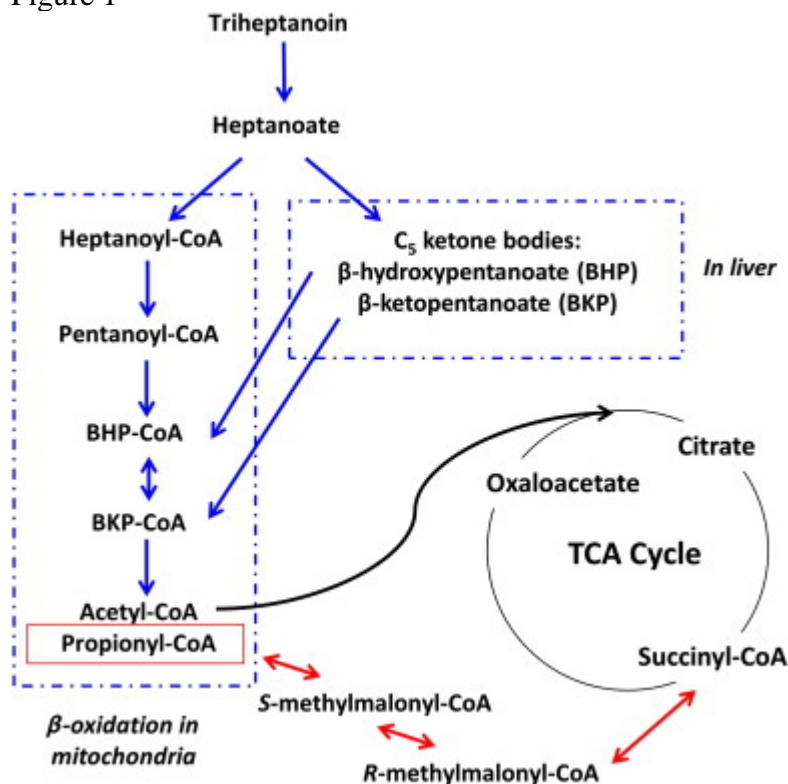 Figure 1
Triheptanoin
Heptanoate
Heptanoyl-CoA
Pentanoyl-CoA
BHP-CoA
BKP-CoA
Acetyl-CoA
Propionyl-CoA
β-oxidation in
mitochondria
C₅ ketone bodies:
β-hydroxypentanoate (BHP)
β-ketopentanoate (BKP)
In liver
Citrate
Oxaloacetate
TCA Cycle
Succinyl-CoA
S-methylmalonyl-CoA
R-methylmalonyl-CoA